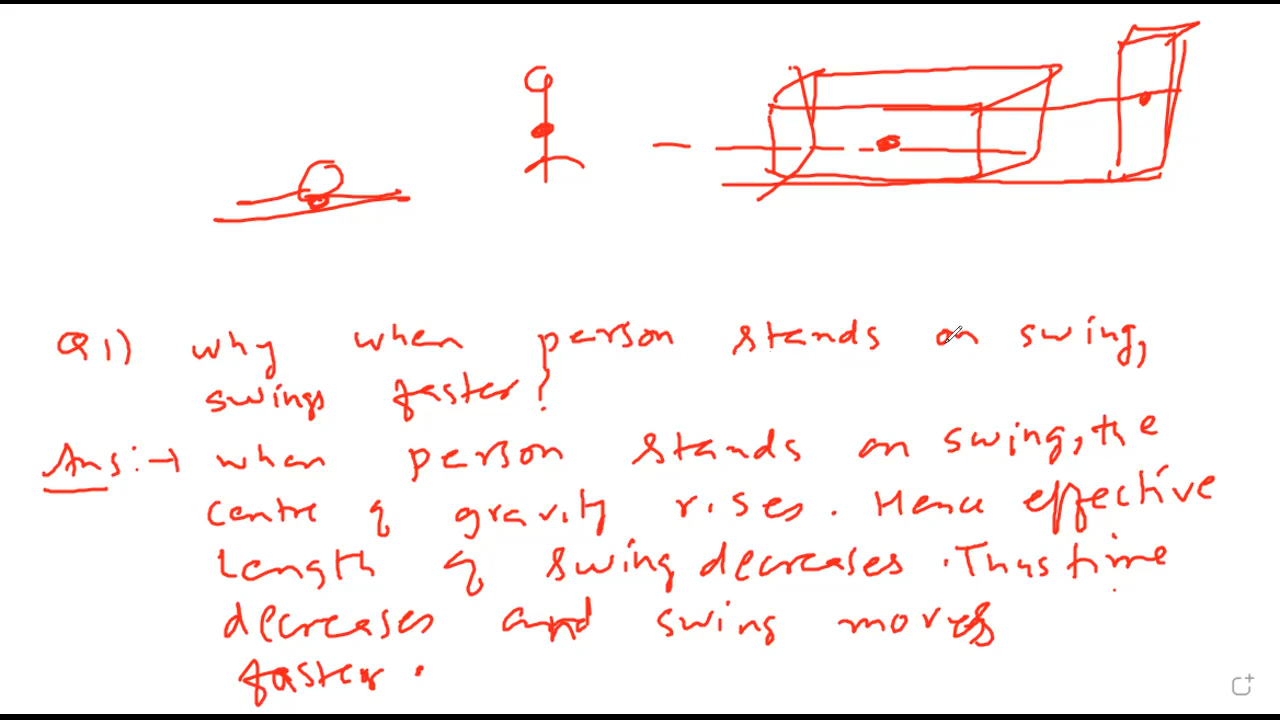 Q1) why when person stands on swing,
swings faster?
Ans:→ when person stands on swing, the
centre of gravity rises. Hence effective
length of swing decreases. Thus time
decreases and swing moves
faster.